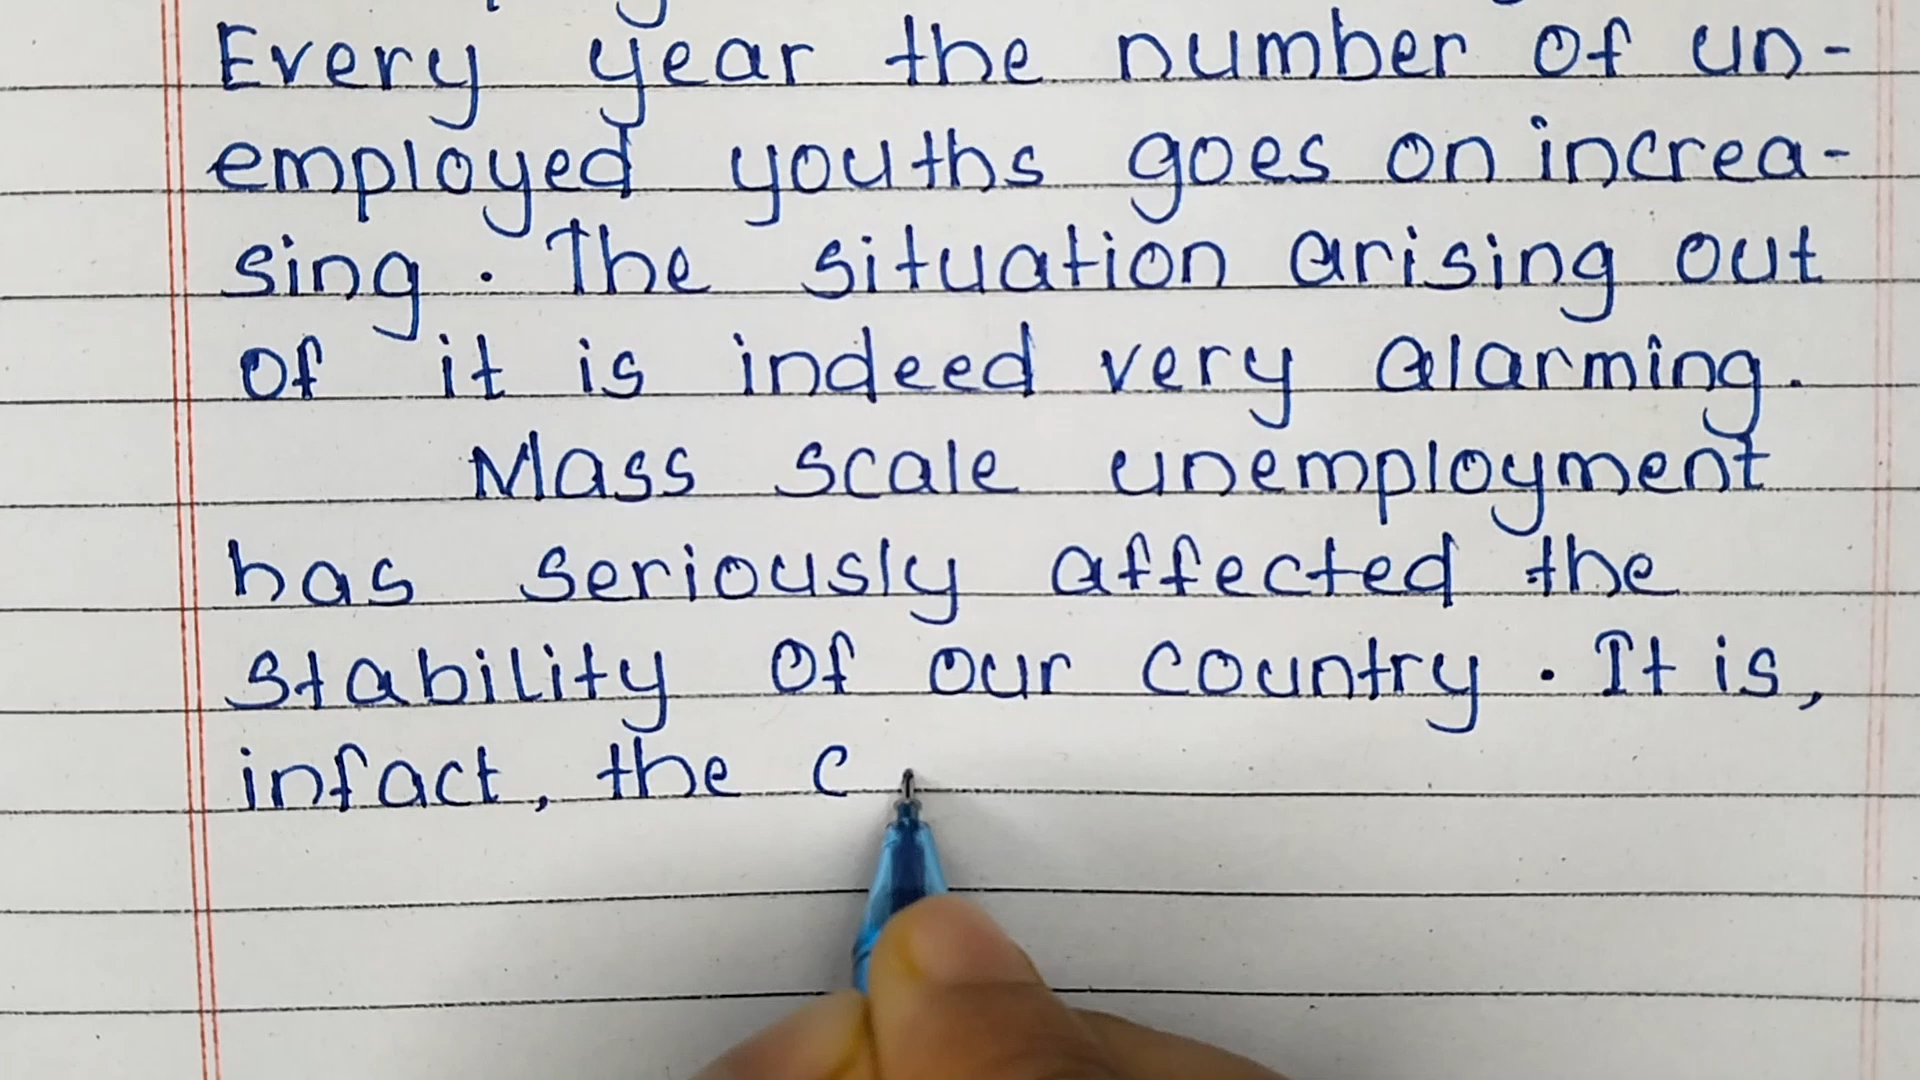 Every year the number of un-
employed youths goes on increa-
sing. The situation arising out
of it is indeed very alarming.
Mass scale unemployment
has seriously affected the
stability of our country. It is,
infact, the c